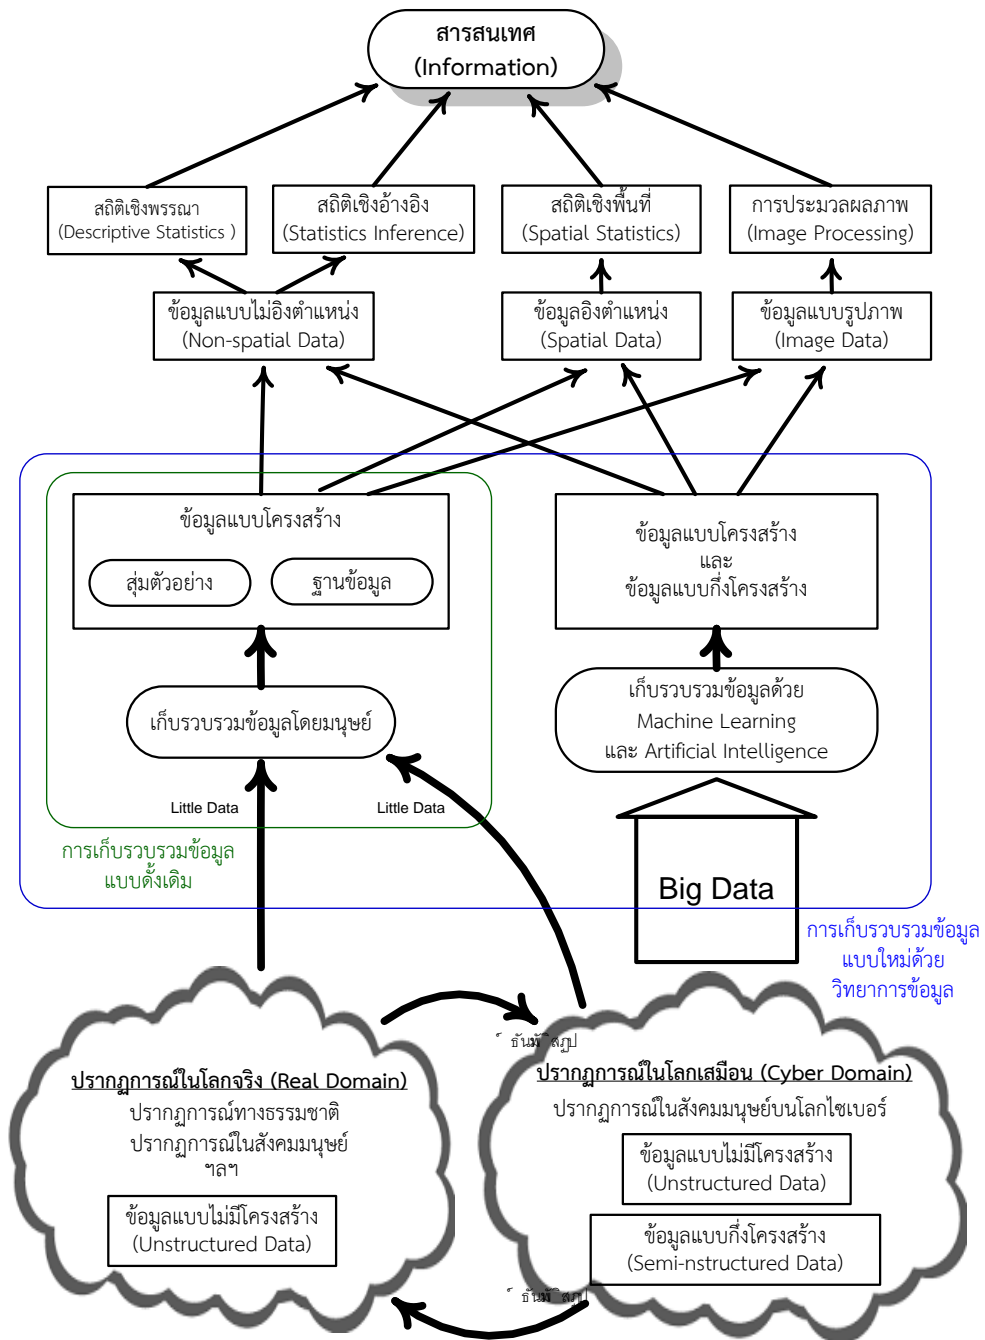 สารสนเทศ
(Information)
สถิติเชิงพรรณา
(Descriptive Statistics )
สถิติเชิงอ้างอิง
(Statistics Inference)
สถิติเชิงพื้นที่
(Spatial Statistics)
การประมวลผลภาพ
(Image Processing)
ข้อมูลแบบไม่อิงตำแหน่ง
(Non-spatial Data)
ข้อมูลอิงตำแหน่ง
(Spatial Data)
ข้อมูลแบบรูปภาพ
(Image Data)
ข้อมูลแบบโครงสร้าง
สุ่มตัวอย่าง
ฐานข้อมูล
ข้อมูลแบบโครงสร้าง
และ
ข้อมูลแบบกึ่งโครงสร้าง
เก็บรวบรวมข้อมูลโดยมนุษย์
เก็บรวบรวมข้อมูลด้วย
Machine Learning
และ Artificial Intelligence
Little Data
Little Data
การเก็บรวบรวมข้อมูล
แบบดั้งเดิม
Big Data
การเก็บรวบรวมข้อมูล
แบบใหม่ด้วย
วิทยาการข้อมูล
ปรากฏการณ์ในโลกจริง (Real Domain)
ปรากฏการณ์ทางธรรมชาติ
ปรากฏการณ์ในสังคมมนุษย์
ฯลฯ
ข้อมูลแบบไม่มีโครงสร้าง
(Unstructured Data)
ปรากฏการณ์ในโลกเสมือน (Cyber Domain)
ปรากฏการณ์ในสังคมมนุษย์บนโลกไซเบอร์
ข้อมูลแบบไม่มีโครงสร้าง
(Unstructured Data)
ข้อมูลแบบกึ่งโครงสร้าง
(Semi-nstructured Data)